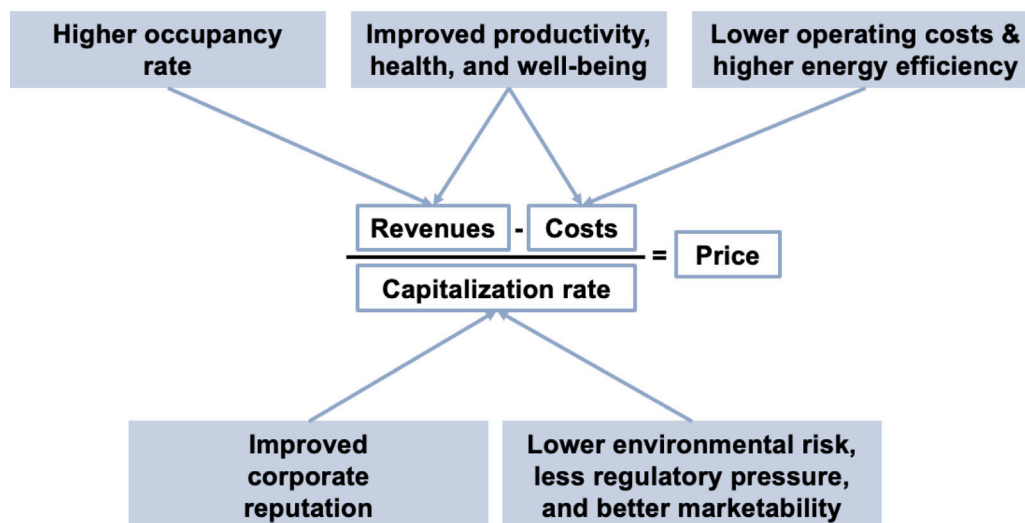 Higher occupancy
rate
Improved productivity,
health, and well-being
Lower operating costs &
higher energy efficiency
Revenues - Costs
= Price
Capitalization rate
Improved
corporate
reputation
Lower environmental risk,
less regulatory pressure,
and better marketability